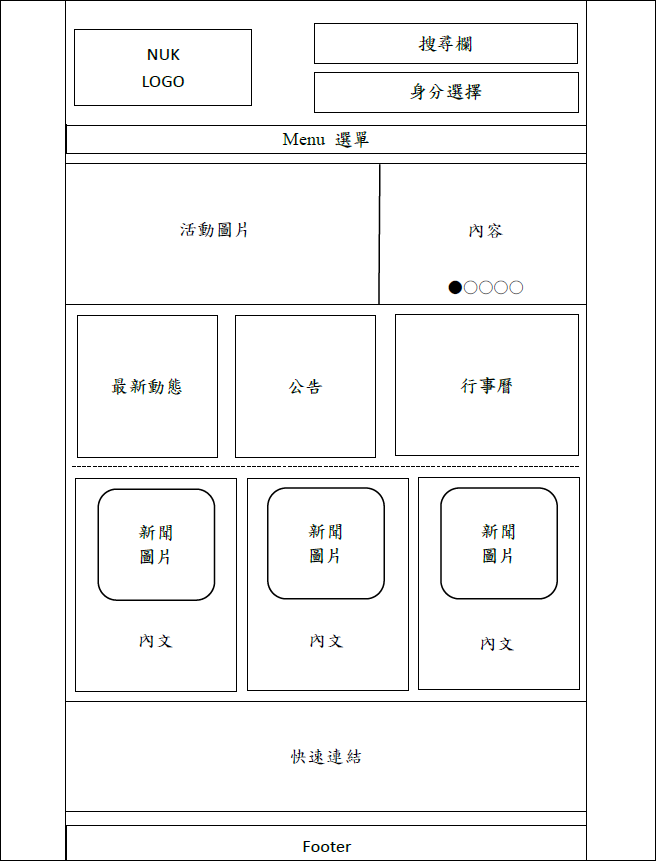 NUK
LOGO
搜尋欄
身分選擇
Menu 選單
活動圖片
內容
最新動態
公告
行事曆
新聞
圖片
內文
新聞
圖片
內文
新聞
圖片
內文
快速連結
Footer